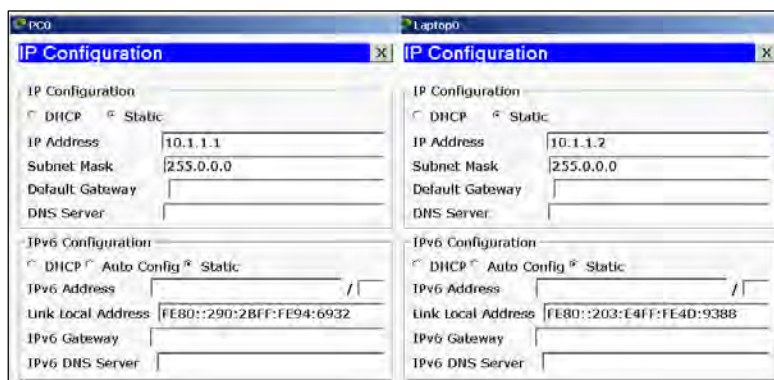 PC0
IP Configuration X
IP Configuration
DHCP Static
IP Address 10.1.1.1
Subnet Mask 255.0.0.0
Default Gateway
DNS Server
IPv6 Configuration
DHCP Auto Config Static
IPv6 Address /
Link Local Address FE80::290:2BFF:FE94:6932
IPv6 Gateway
IPv6 DNS Server
Laptop0
IP Configuration X
IP Configuration
DHCP Static
IP Address 10.1.1.2
Subnet Mask 255.0.0.0
Default Gateway
DNS Server
IPv6 Configuration
DHCP Auto Config Static
IPv6 Address /
Link Local Address FE80::203:E4FF:FE4D:9388
IPv6 Gateway
IPv6 DNS Server